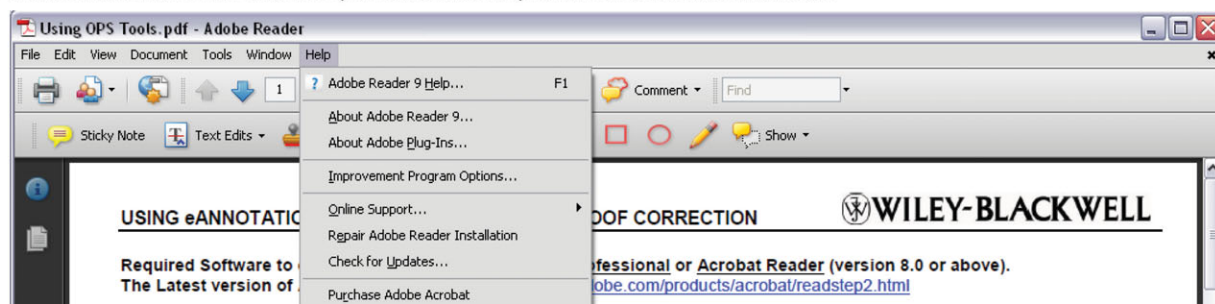 Using OPS Tools.pdf - Adobe Reader
File Edit View Document Tools Window Help
1
Comment
Find
Sticky Note
Text Edits
Show
? Adobe Reader 9 Help... F1
About Adobe Reader 9...
About Adobe Plug-Ins...
Improvement Program Options...
Online Support...
Repair Adobe Reader Installation
Check for Updates...
Purchase Adobe Acrobat
WILEY-BLACKWELL
USING OOF CORRECTION
Required Software to or Acrobat Reader (version 8.0 or above).
The Latest version of .com/products/acrobat/readstep2.html